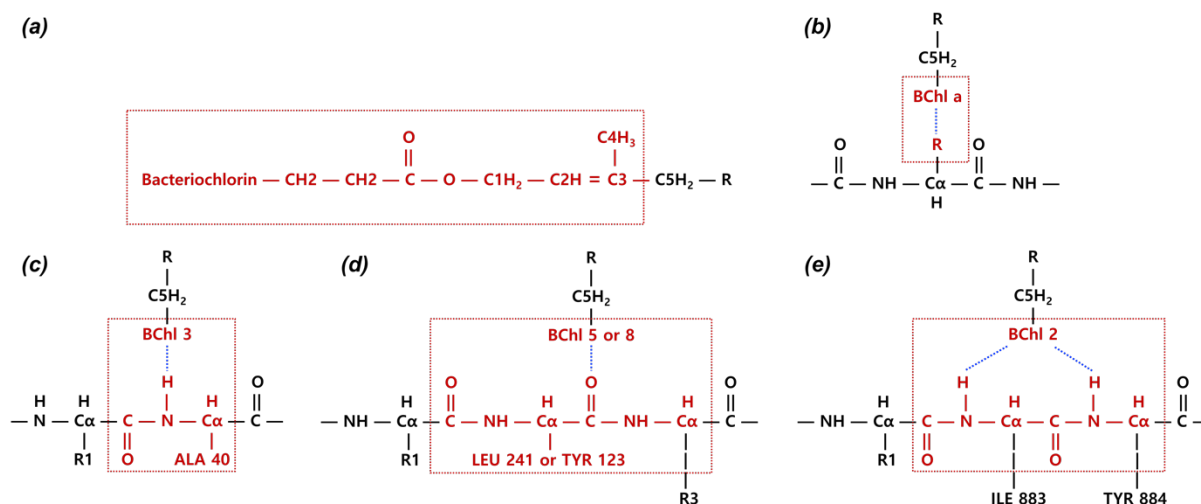 (a)
O
C4H₃
Bacteriochlorin — CH2 — CH2 — C — O — C1H₂ — C2H = C3 — C5H₂ — R
(b)
R
C5H₂
BChl a
O R O
— C — NH — Cα — C — NH —
H
(c)
R
C5H₂
BChl 3
H H H O
— N — Cα — C — N — Cα — C —
R1 O ALA 40
(d)
R
C5H₂
BChl 5 or 8
H O H O H O
— NH — Cα — C — NH — Cα — C — NH — Cα — C —
R1 LEU 241 or TYR 123
R3
(e)
R
C5H₂
BChl 2
H H H H H O
— NH — Cα — C — N — Cα — C — N — Cα — C —
R1 O O
ILE 883 TYR 884